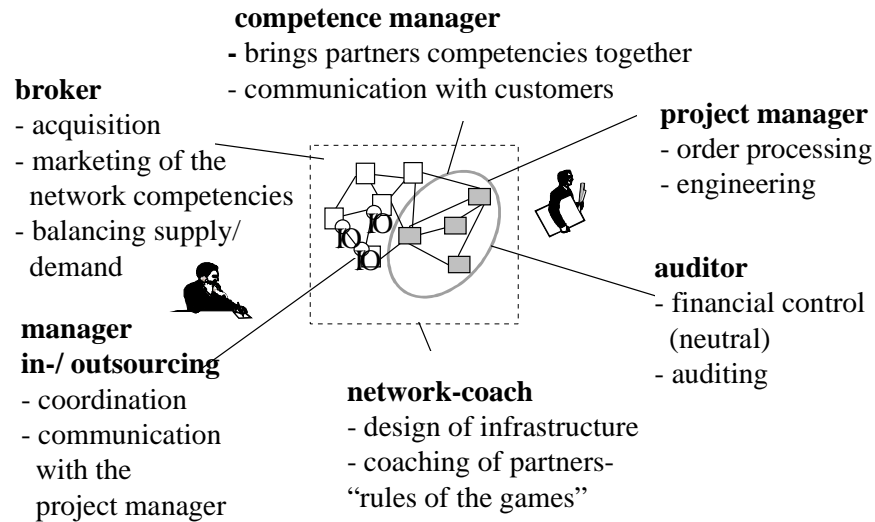 competence manager
- brings partners competencies together
- communication with customers
broker
- acquisition
- marketing of the
network competencies
- balancing supply/
demand
project manager
- order processing
- engineering
IO
IO
IO
auditor
- financial control
(neutral)
- auditing
manager
in-/ outsourcing
- coordination
- communication
with the
project manager
network-coach
- design of infrastructure
- coaching of partners-
“rules of the games”